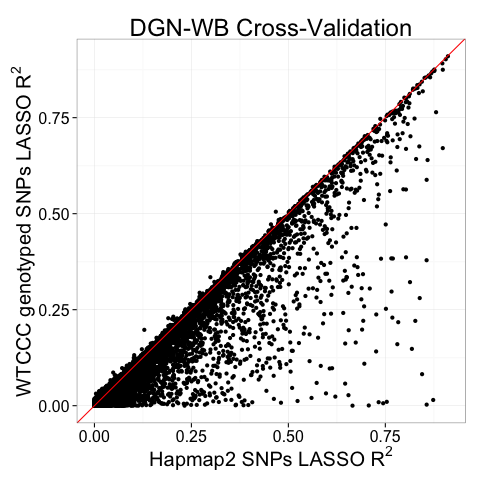 DGN-WB Cross-Validation
WTCCC genotyped SNPs LASSO R²
0.75
0.50
0.25
0.00
0.00 0.25 0.50 0.75
Hapmap2 SNPs LASSO R²